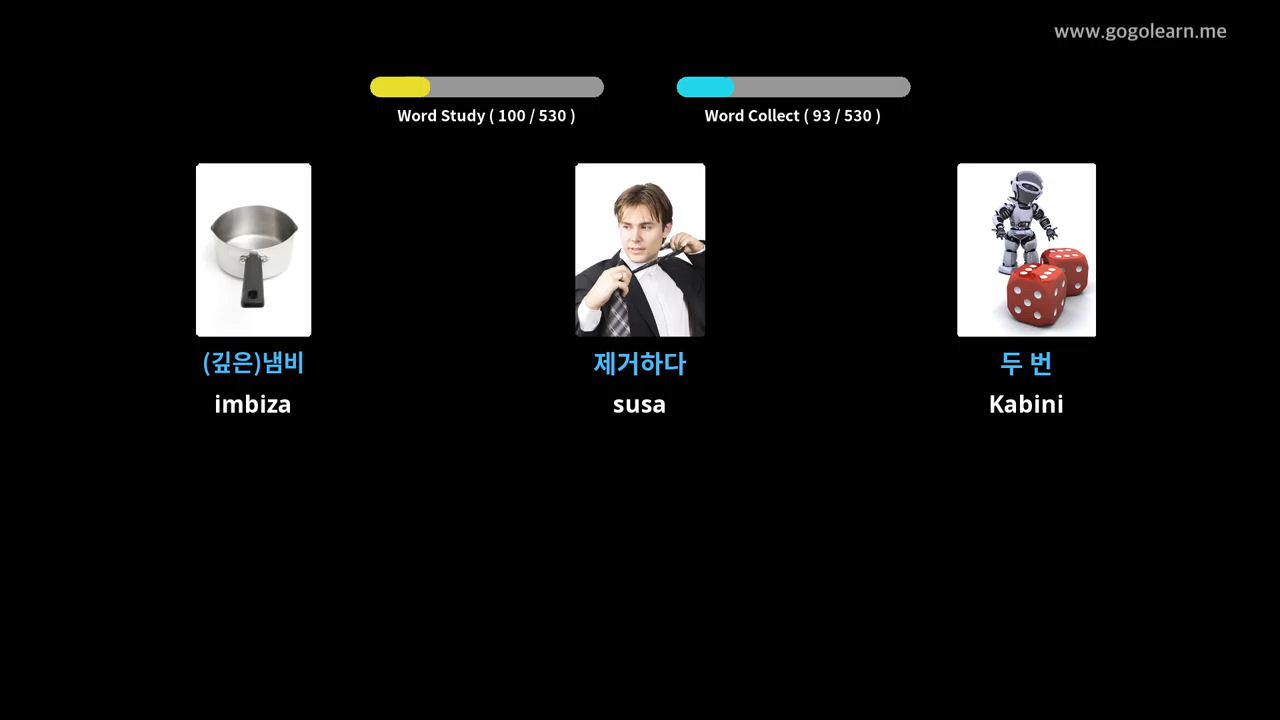 www.gogolearn.me
Word Study ( 100 / 530 )
Word Collect ( 93 / 530 )
(깊은)냄비
제거하다
두 번
imbiza
susa
Kabini